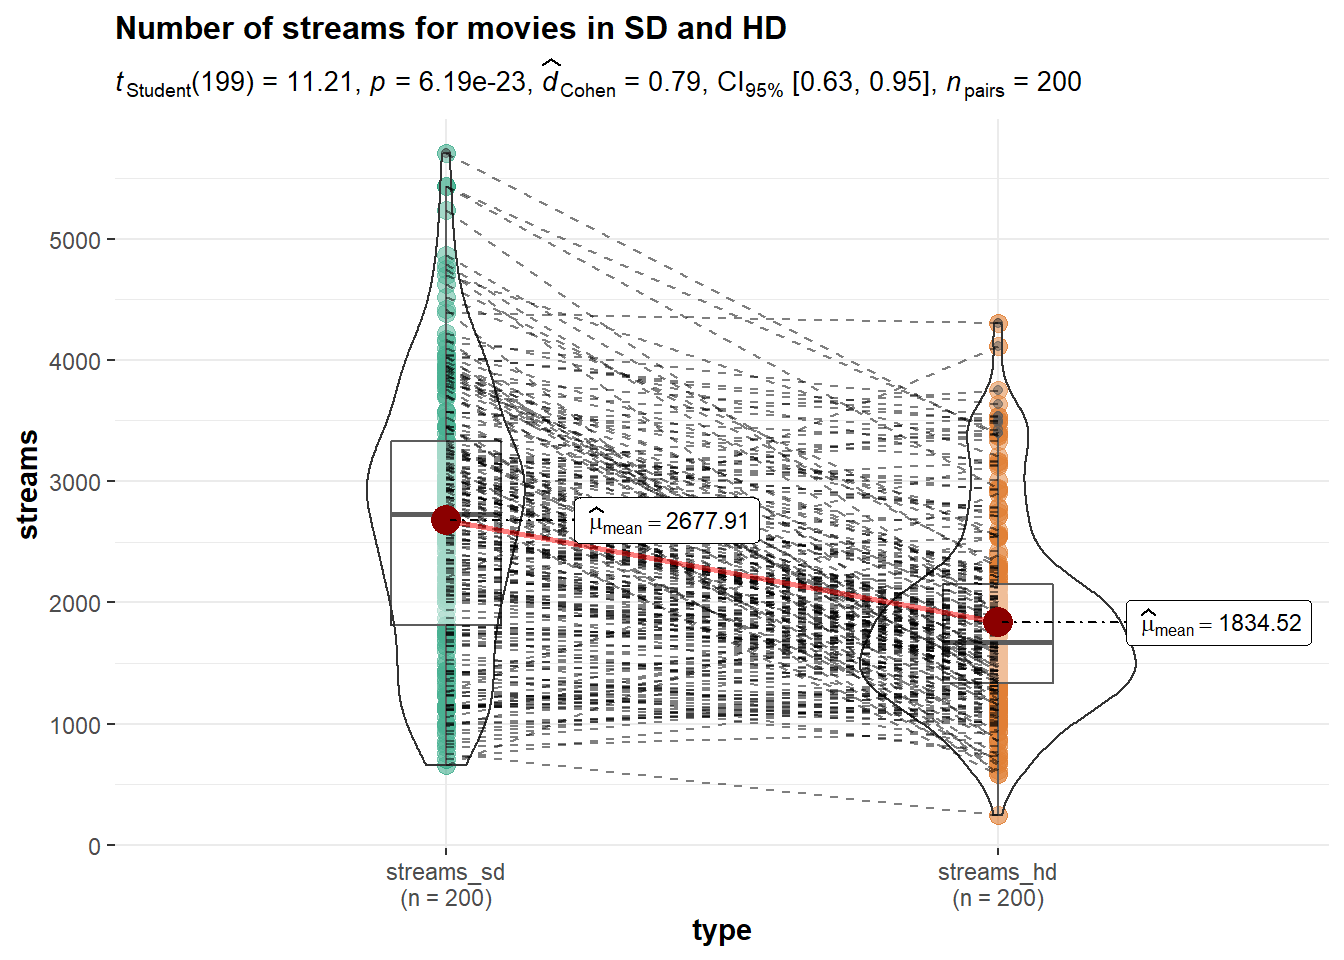 Number of streams for movies in SD and HD
t Student(199) = 11.21, p = 6.19e-23, d̂ Cohen = 0.79, CI95% [0.63, 0.95], n pairs = 200
streams
5000
4000
3000
2000
1000
0
μ̂ mean = 2677.91
μ̂ mean = 1834.52
streams_sd
(n = 200)
streams_hd
(n = 200)
type